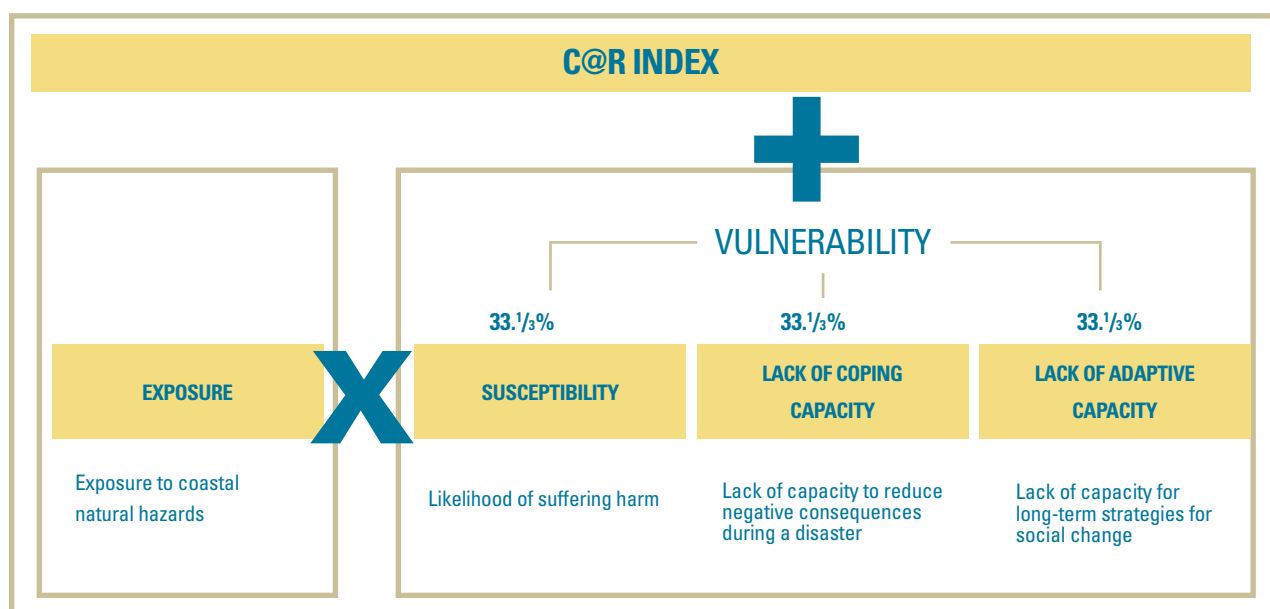 C@R INDEX
VULNERABILITY
33.¹/₃%
33.¹/₃%
33.¹/₃%
EXPOSURE
X
SUSCEPTIBILITY
LACK OF COPING
CAPACITY
LACK OF ADAPTIVE
CAPACITY
Exposure to coastal
natural hazards
Likelihood of suffering harm
Lack of capacity to reduce
negative consequences
during a disaster
Lack of capacity for
long-term strategies for
social change